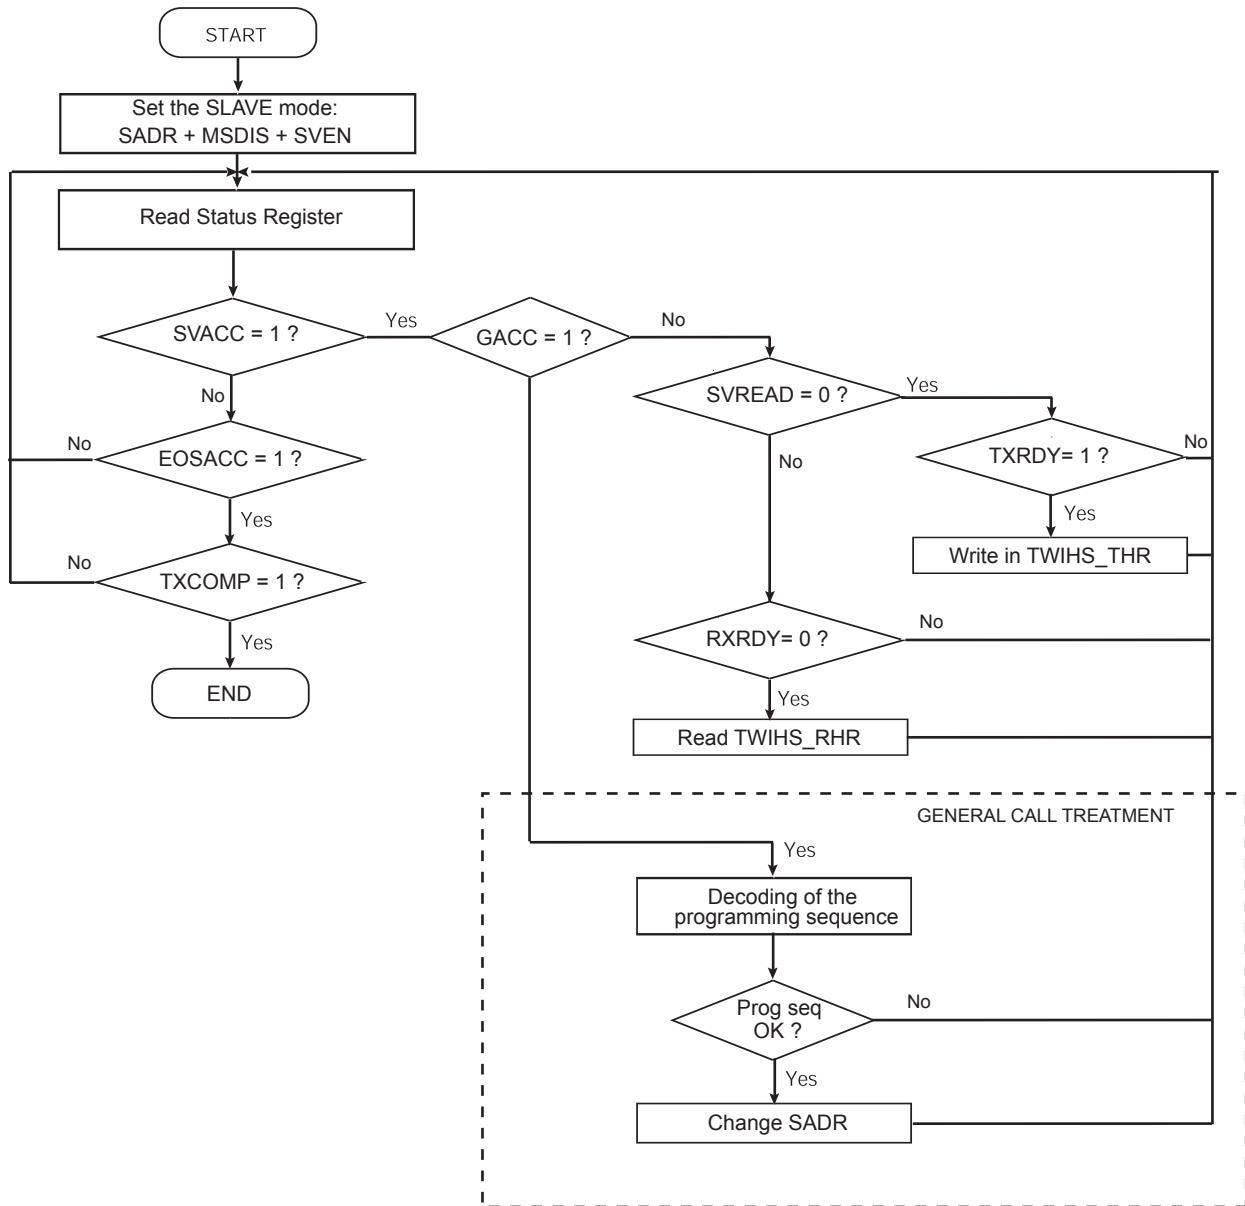 START
Set the SLAVE mode:
SADR + MSDIS + SVEN
Read Status Register
SVACC = 1 ?
Yes
GACC = 1 ?
No
SVREAD = 0 ?
Yes
No
EOSACC = 1 ?
No
No
TXRDY= 1 ?
No
Yes
Yes
Write in TWIHS_THR
No
TXCOMP = 1 ?
Yes
RXRDY= 0 ?
No
END
Yes
Read TWIHS_RHR
GENERAL CALL TREATMENT
Yes
Decoding of the
programming sequence
Prog seq
OK ?
No
Yes
Change SADR